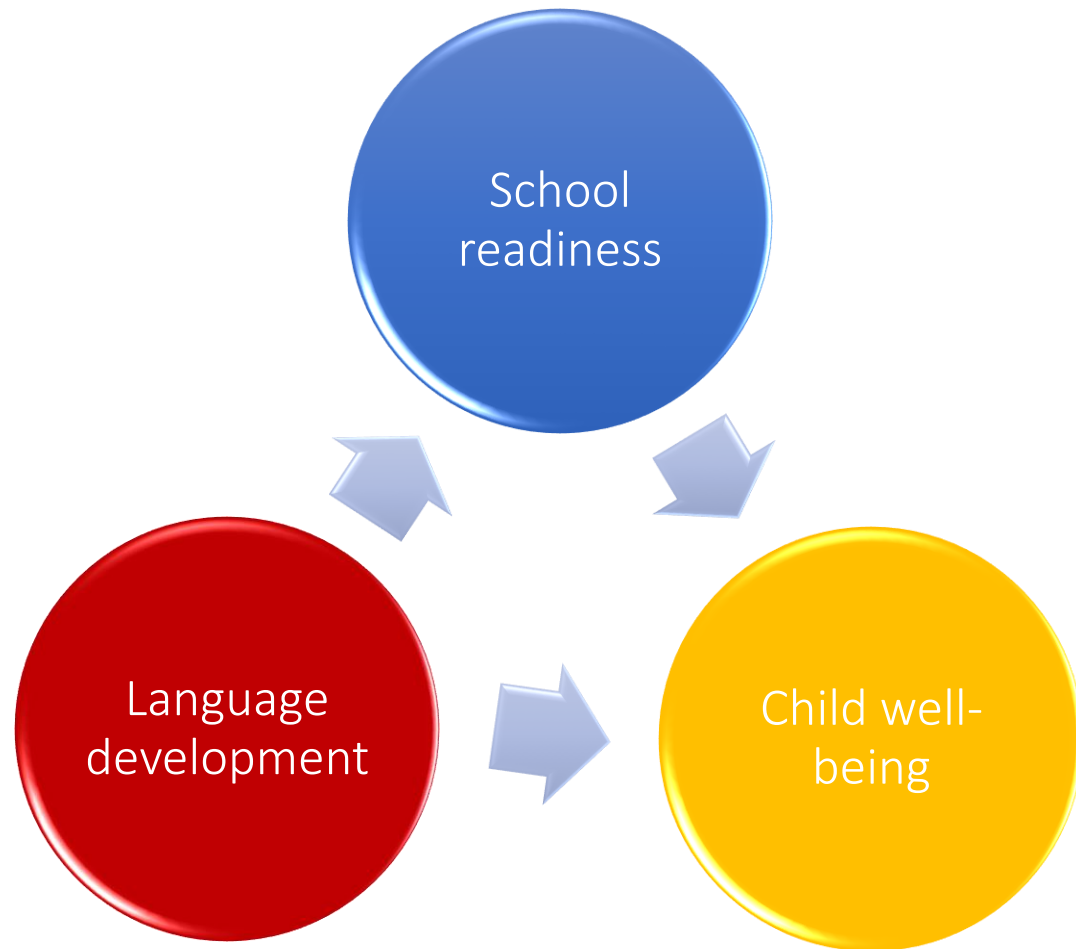 School
readiness
Language
development
Child well-
being